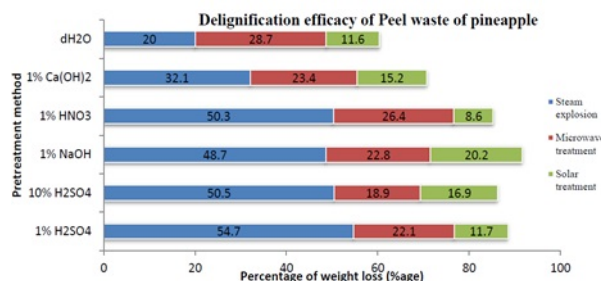 Delignification efficacy of Peel waste of pineapple
dH2O 20 28.7 11.6
1% Ca(OH)2 32.1 23.4 15.2
1% HNO3 50.3 26.4 8.6
1% NaOH 48.7 22.8 20.2
10% H2SO4 50.5 18.9 16.9
1% H2SO4 54.7 22.1 11.7
0 20 40 60 80 100
Percentage of weight loss (%age)
Pretreatment method
Steam
explosion
Microwave
treatment
Solar
treatment